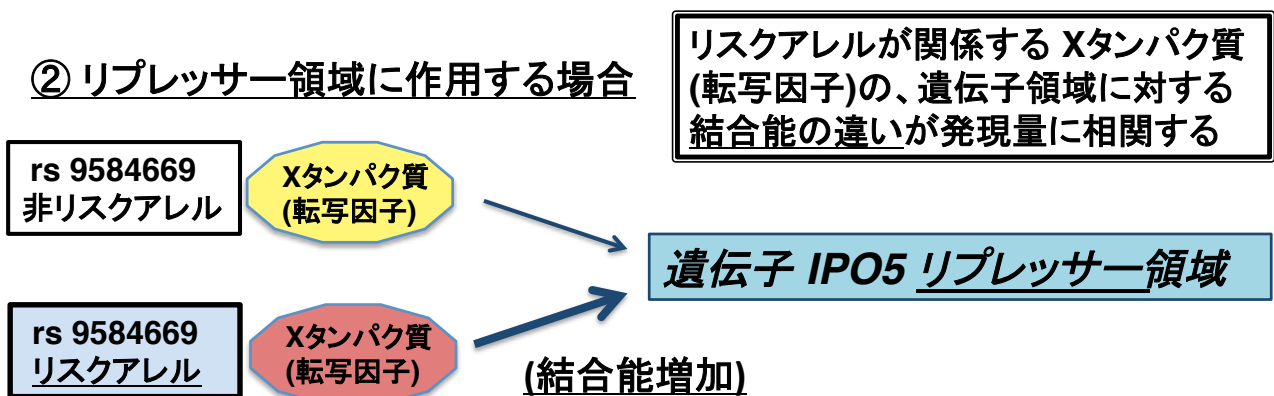 ② リプレッサー領域に作用する場合
リスクアレルが関係する Xタンパク質
(転写因子)の、遺伝子領域に対する
結合能の違いが発現量に相関する
rs 9584669
非リスクアレル
Xタンパク質
(転写因子)
遺伝子 IPO5 リプレッサー領域
rs 9584669
リスクアレル
Xタンパク質
(転写因子)
(結合能増加)